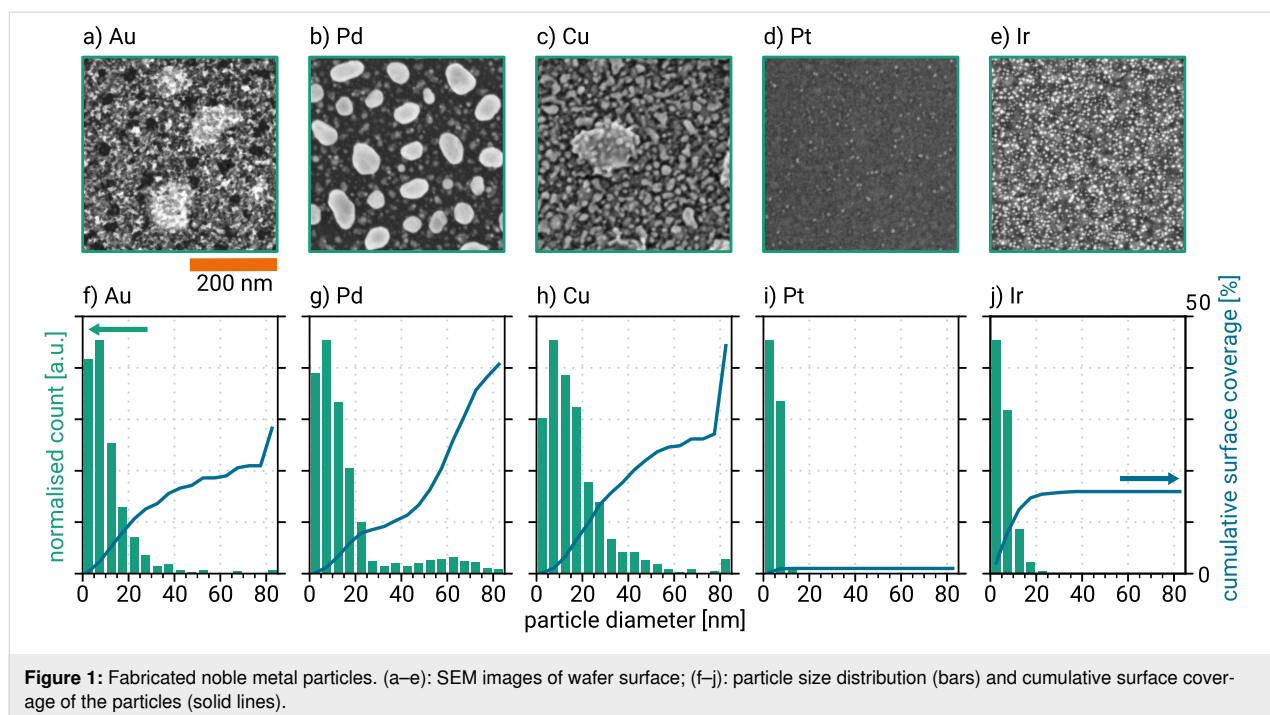 a) Au
b) Pd
c) Cu
d) Pt
e) Ir
200 nm
f) Au
g) Pd
h) Cu
i) Pt
j) Ir
normalised count [a.u.]
50
0
cumulative surface coverage [%]
0 20 40 60 80
0 20 40 60 80
0 20 40 60 80
0 20 40 60 80
0 20 40 60 80
particle diameter [nm]
Figure 1: Fabricated noble metal particles. (a–e): SEM images of wafer surface; (f–j): particle size distribution (bars) and cumulative surface cover-
age of the particles (solid lines).